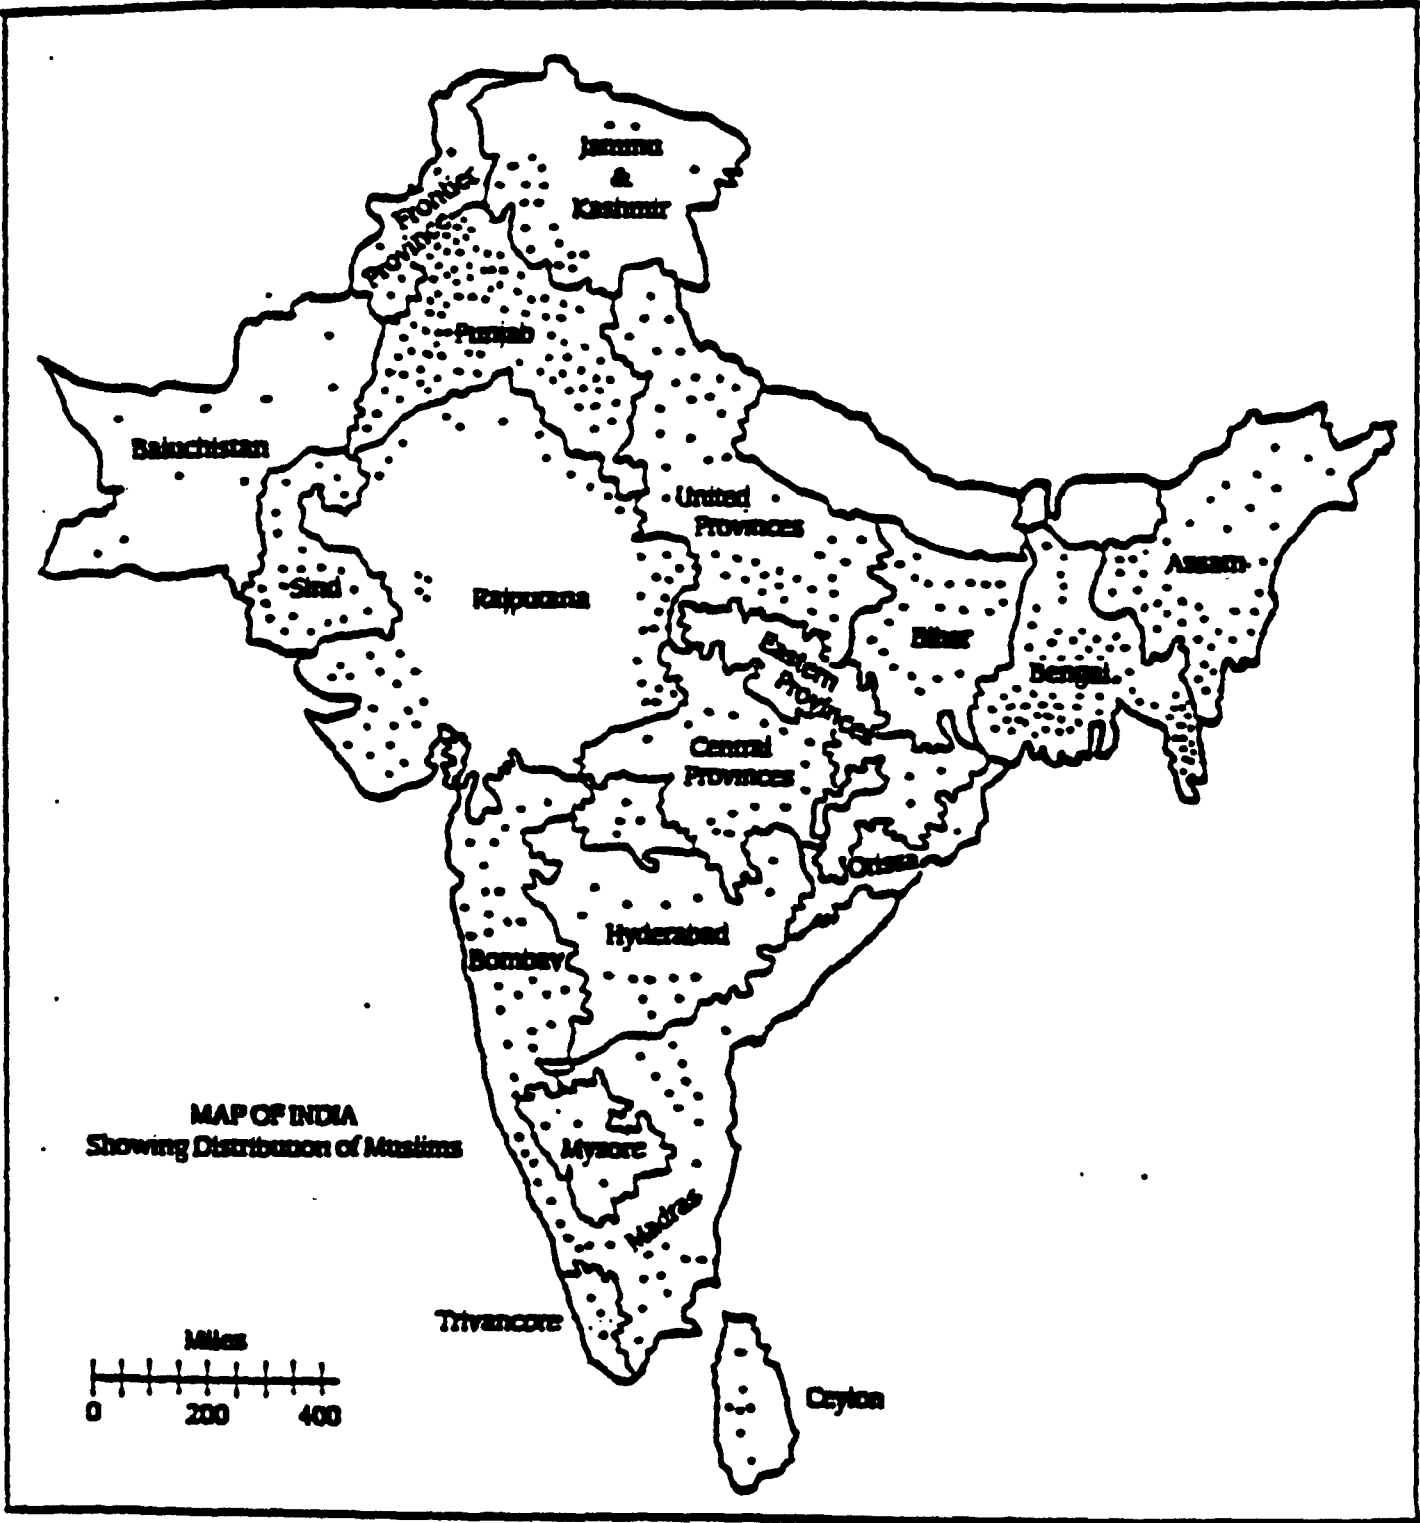 Jammu
&
Kashmir
Frontier
Province
Punjab
Baluchistan
United
Provinces
Sind
Rajputana
Assam
Bihar
Eastern
Provinces
Bengal
Central
Provinces
Orissa
Hyderabad
Bombay
MAP OF INDIA
Showing Distribution of Muslims
Mysore
Madras
Trivancore
Miles
0 200 400
Ceylon